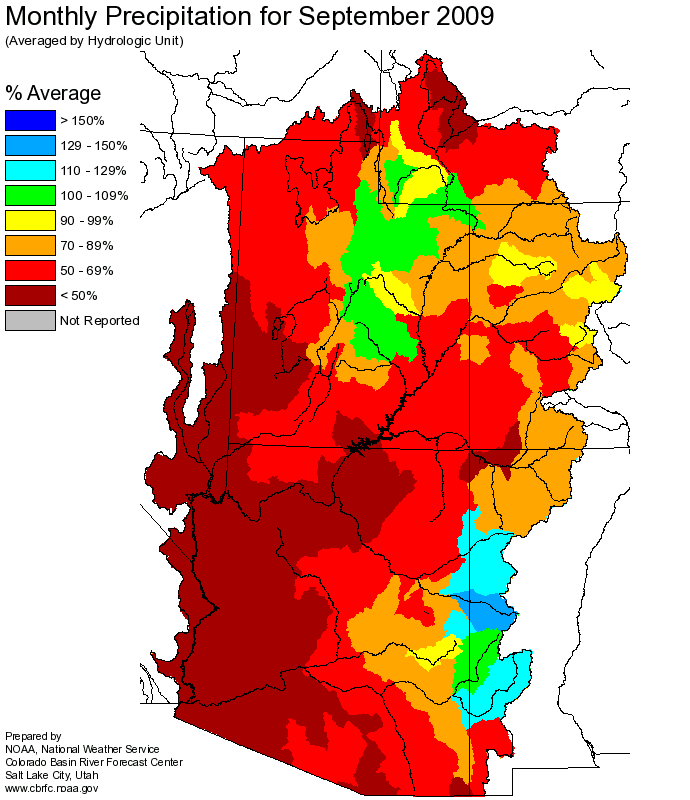 Monthly Precipitation for September 2009
(Averaged by Hydrologic Unit)
% Average
> 150%
129 - 150%
110 - 129%
100 - 109%
90 - 99%
70 - 89%
50 - 69%
< 50%
Not Reported
Prepared by
NOAA, National Weather Service
Colorado Basin River Forecast Center
Salt Lake City, Utah
www.cbrfc.noaa.gov